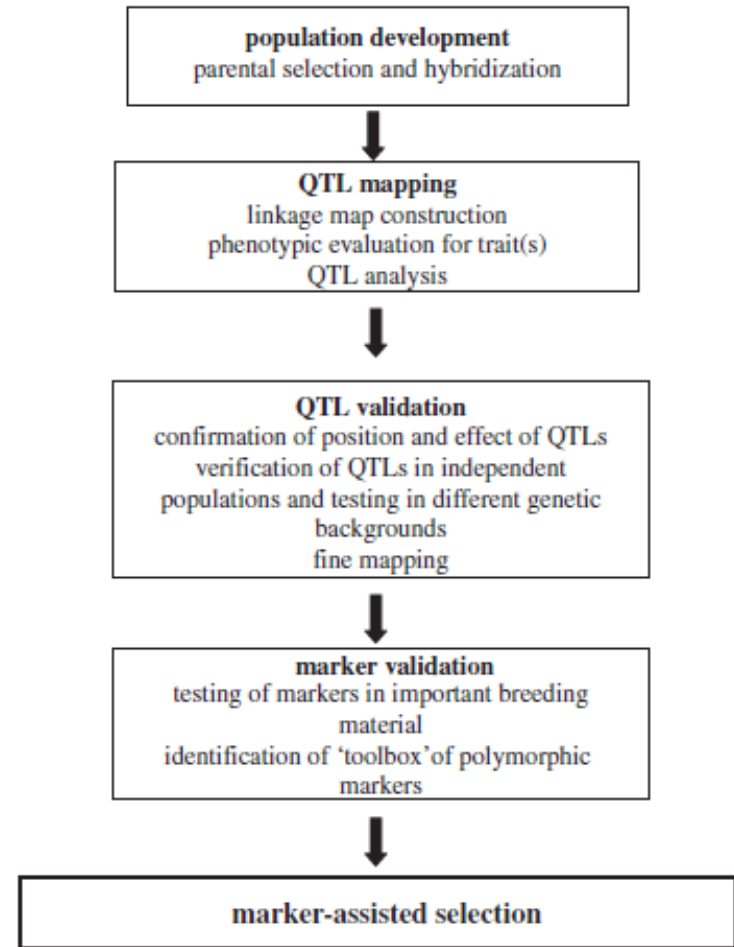 population development
parental selection and hybridization
QTL mapping
linkage map construction
phenotypic evaluation for trait(s)
QTL analysis
QTL validation
confirmation of position and effect of QTLs
verification of QTLs in independent
populations and testing in different genetic
backgrounds
fine mapping
marker validation
testing of markers in important breeding
material
identification of ‘toolbox’of polymorphic
markers
marker-assisted selection